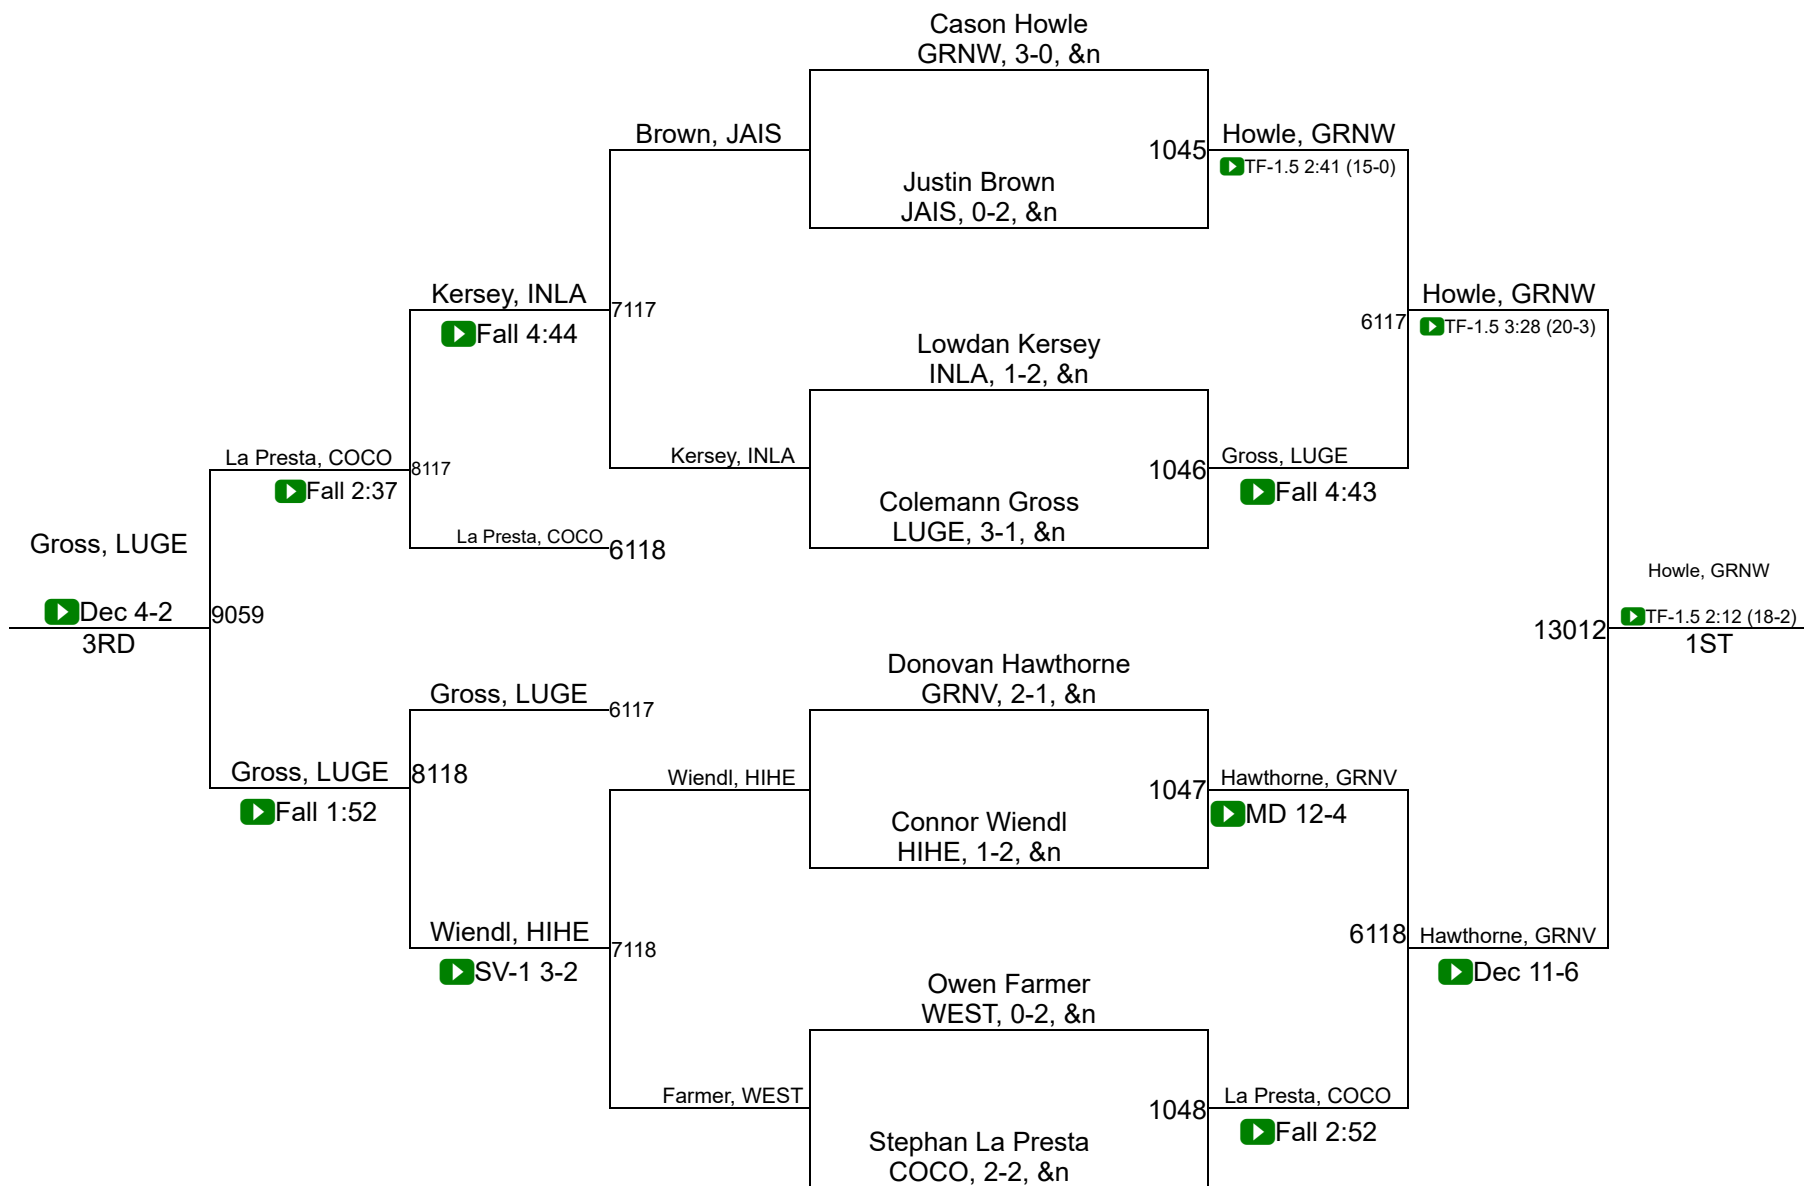 Cason Howle
GRNW, 3-0, &n
Brown, JAIS
1045
Howle, GRNW
TF-1.5 2:41 (15-0)
Justin Brown
JAIS, 0-2, &n
Kersey, INLA
7117
Fall 4:44
Howle, GRNW
6117
TF-1.5 3:28 (20-3)
Lowdan Kersey
INLA, 1-2, &n
La Presta, COCO
8117
Fall 2:37
Kersey, INLA
1046
Gross, LUGE
Fall 4:43
Colemann Gross
LUGE, 3-1, &n
Gross, LUGE
La Presta, COCO
6118
Howle, GRNW
Dec 4-2
9059
3RD
13012
TF-1.5 2:12 (18-2)
1ST
Donovan Hawthorne
GRNV, 2-1, &n
Gross, LUGE
6117
Gross, LUGE
8118
Fall 1:52
Wiendl, HIHE
1047
Hawthorne, GRNV
MD 12-4
Connor Wiendl
HIHE, 1-2, &n
Wiendl, HIHE
7118
SV-1 3-2
6118
Hawthorne, GRNV
Dec 11-6
Owen Farmer
WEST, 0-2, &n
Farmer, WEST
1048
La Presta, COCO
Fall 2:52
Stephan La Presta
COCO, 2-2, &n